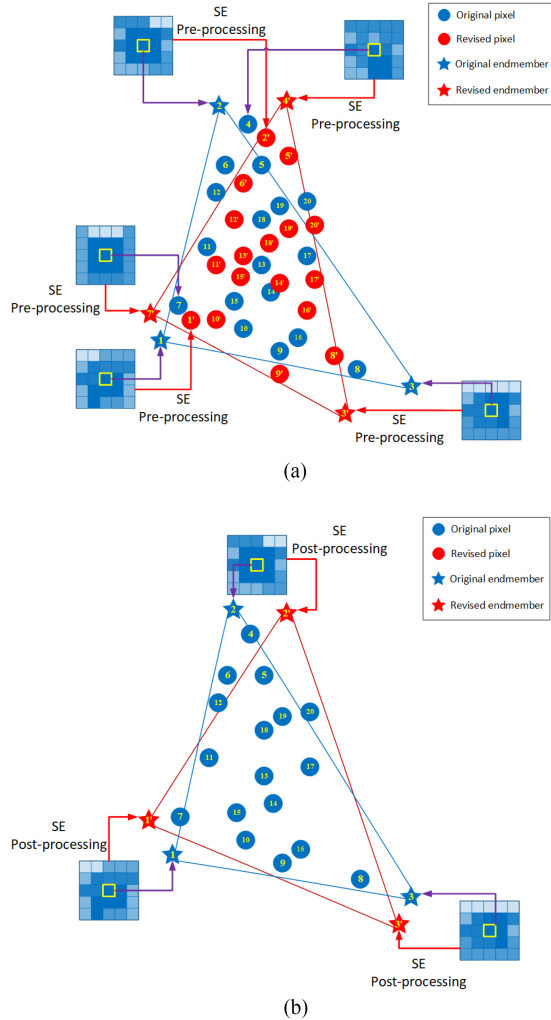 SE
Pre-processing
Original pixel
Revised pixel
Original endmember
Revised endmember
SE
Pre-processing
2
4
4'
2'
5'
6
5
6'
12
20
19
12'
18
19'
20'
18'
11
13'
17
11'
13
15'
14'
17'
14
SE
Pre-processing
7
15
7'
1'
10'
16'
10
1
16
9
8'
8
9'
3
3'
SE
Pre-processing
SE
Pre-processing
(a)
SE
Post-processing
Original pixel
Revised pixel
Original endmember
Revised endmember
2
2'
4
6
5
12
20
19
18
11
17
13
14
15
7
1'
SE
Post-processing
10
16
1
9
8
3
3'
SE
Post-processing
(b)